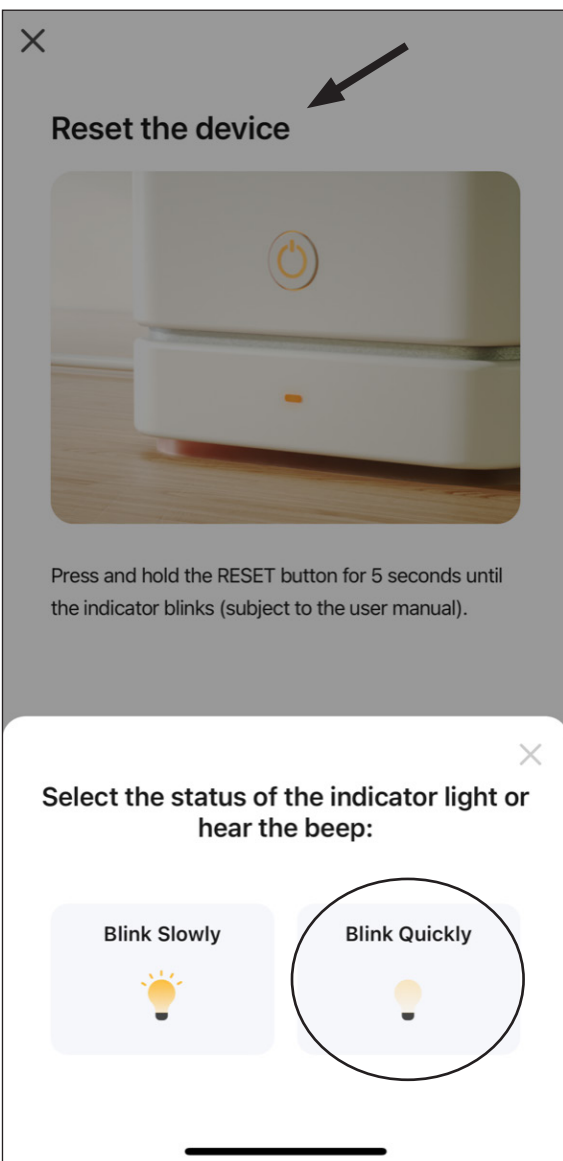 Reset the device
Press and hold the RESET button for 5 seconds until
the indicator blinks (subject to the user manual).
Select the status of the indicator light or
hear the beep:
Blink Slowly
Blink Quickly